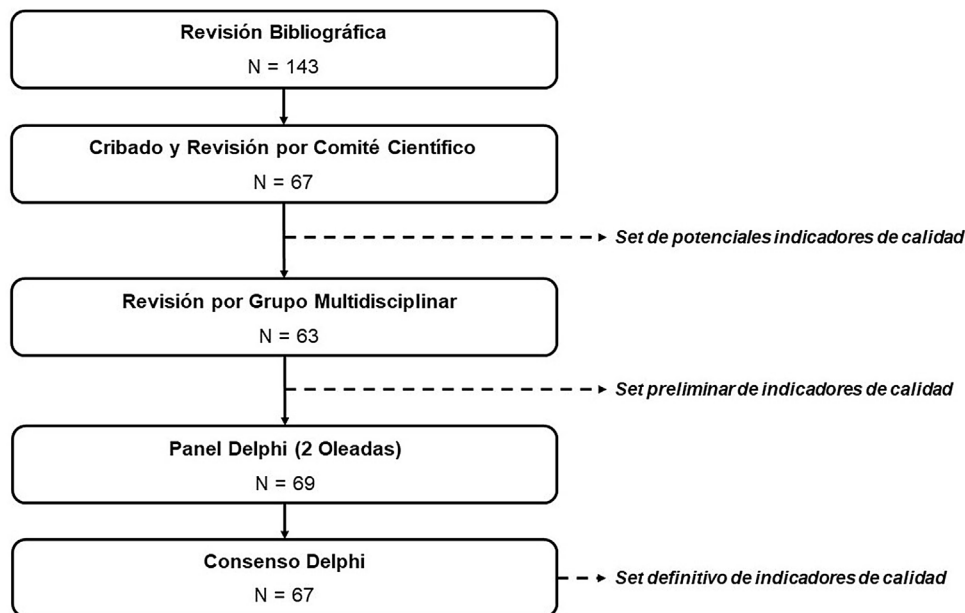 Revisión Bibliográfica
N = 143
Cribado y Revisión por Comité Científico
N = 67
Set de potenciales indicadores de calidad
Revisión por Grupo Multidisciplinar
N = 63
Set preliminar de indicadores de calidad
Panel Delphi (2 Oleadas)
N = 69
Consenso Delphi
Set definitivo de indicadores de calidad
N = 67